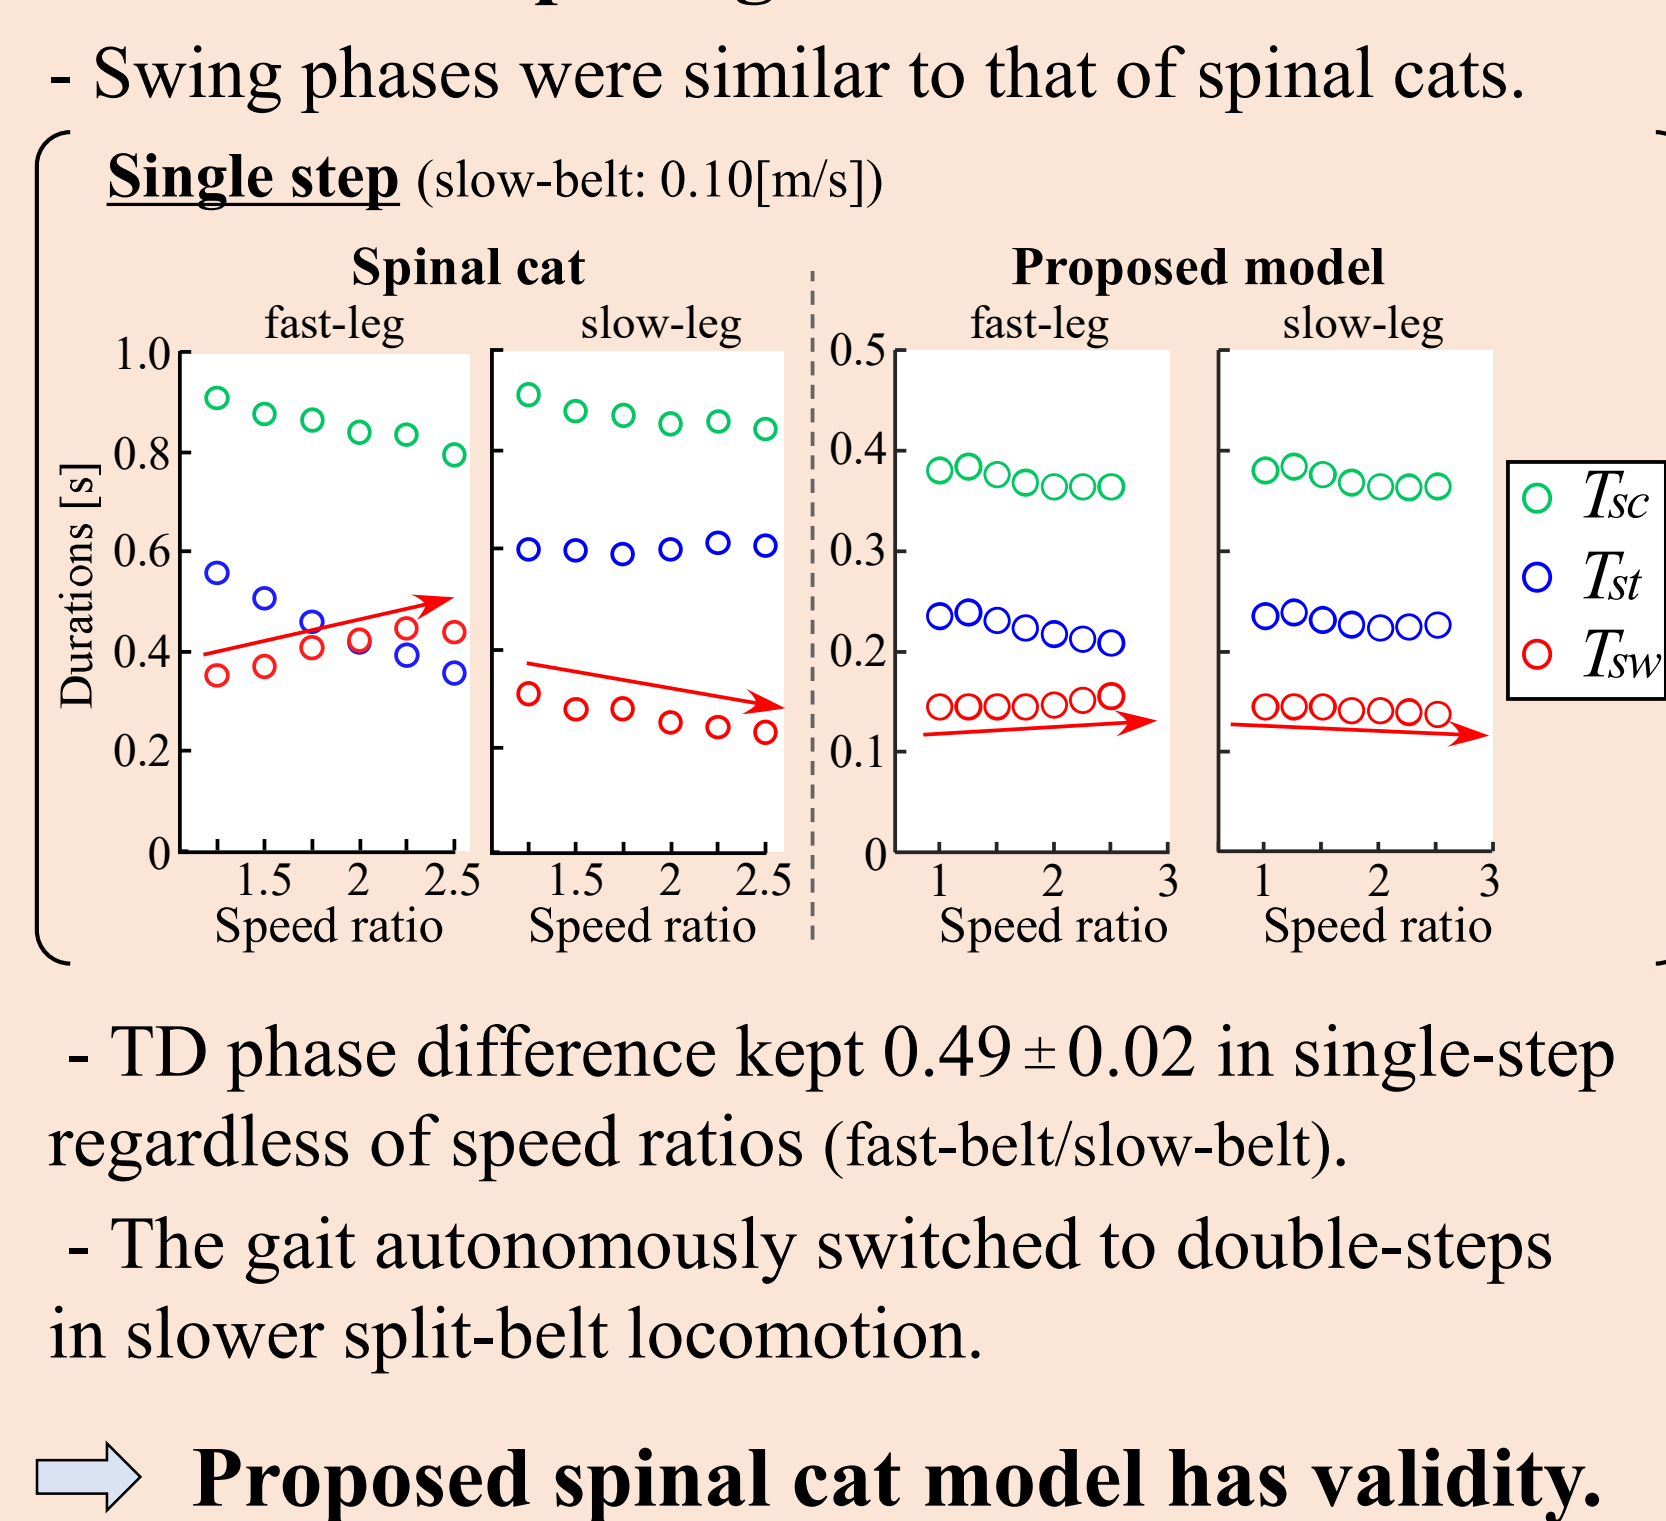 - Swing phases were similar to that of spinal cats.
Single step (slow-belt: 0.10[m/s])
Spinal cat
Proposed model
fast-leg
slow-leg
fast-leg
slow-leg
Durations [s]
1.0
0.8
0.6
0.4
0.2
0
0.5
0.4
0.3
0.2
0.1
0
1.5 2 2.5
1.5 2 2.5
1 2 3
1 2 3
Speed ratio
Speed ratio
Speed ratio
Speed ratio
Tsc
Tst
Tsw
- TD phase difference kept 0.49 ± 0.02 in single-step
regardless of speed ratios (fast-belt/slow-belt).
- The gait autonomously switched to double-steps
in slower split-belt locomotion.
Proposed spinal cat model has validity.